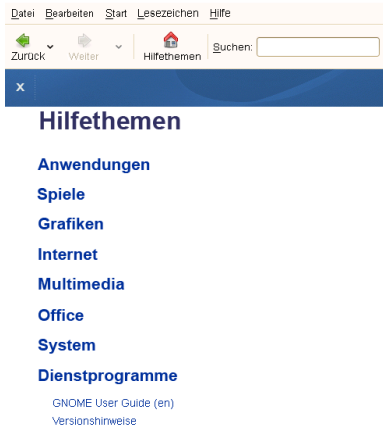 Datei Bearbeiten Start Lesezeichen Hilfe
Zurück Weiter Hilfethemen Suchen:
x
Hilfethemen
Anwendungen
Spiele
Grafiken
Internet
Multimedia
Office
System
Dienstprogramme
GNOME User Guide (en)
Versionshinweise